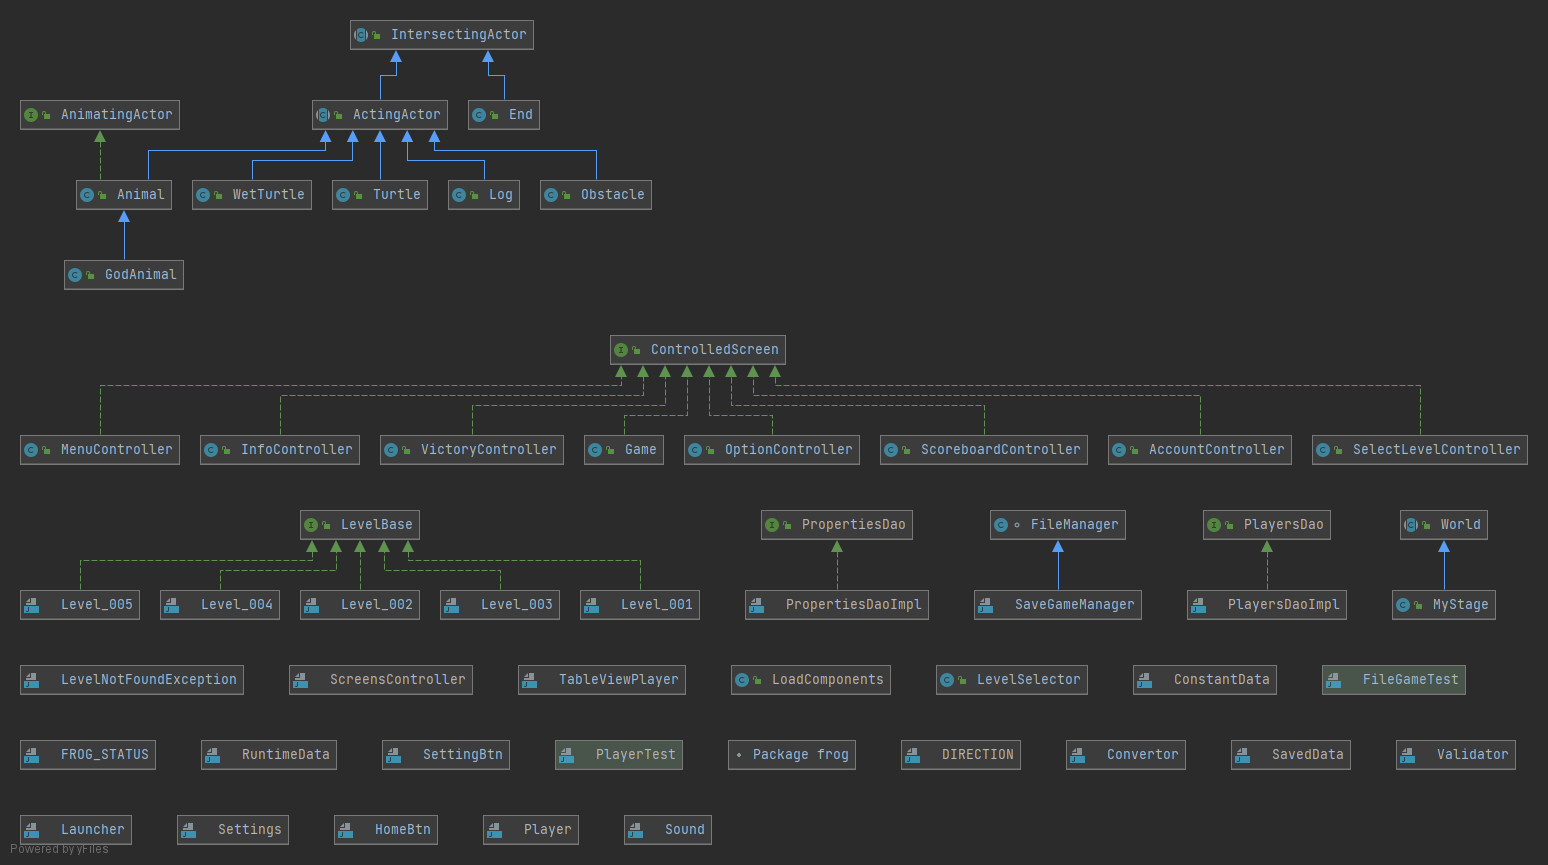 IntersectingActor
AnimatingActor
ActingActor
End
Animal
WetTurtle
Turtle
Log
Obstacle
GodAnimal
ControlledScreen
MenuController
InfoController
VictoryController
Game
OptionController
ScoreboardController
AccountController
SelectLevelController
LevelBase
PropertiesDao
FileManager
PlayersDao
World
Level_005
Level_004
Level_002
Level_003
Level_001
PropertiesDaoImpl
SaveGameManager
PlayersDaoImpl
MyStage
LevelNotFoundException
ScreensController
TableViewPlayer
LoadComponents
LevelSelector
ConstantData
FileGameTest
FROG_STATUS
RuntimeData
SettingBtn
PlayerTest
Package frog
DIRECTION
Convertor
SavedData
Validator
Launcher
Settings
HomeBtn
Player
Sound
Powered by yFiles